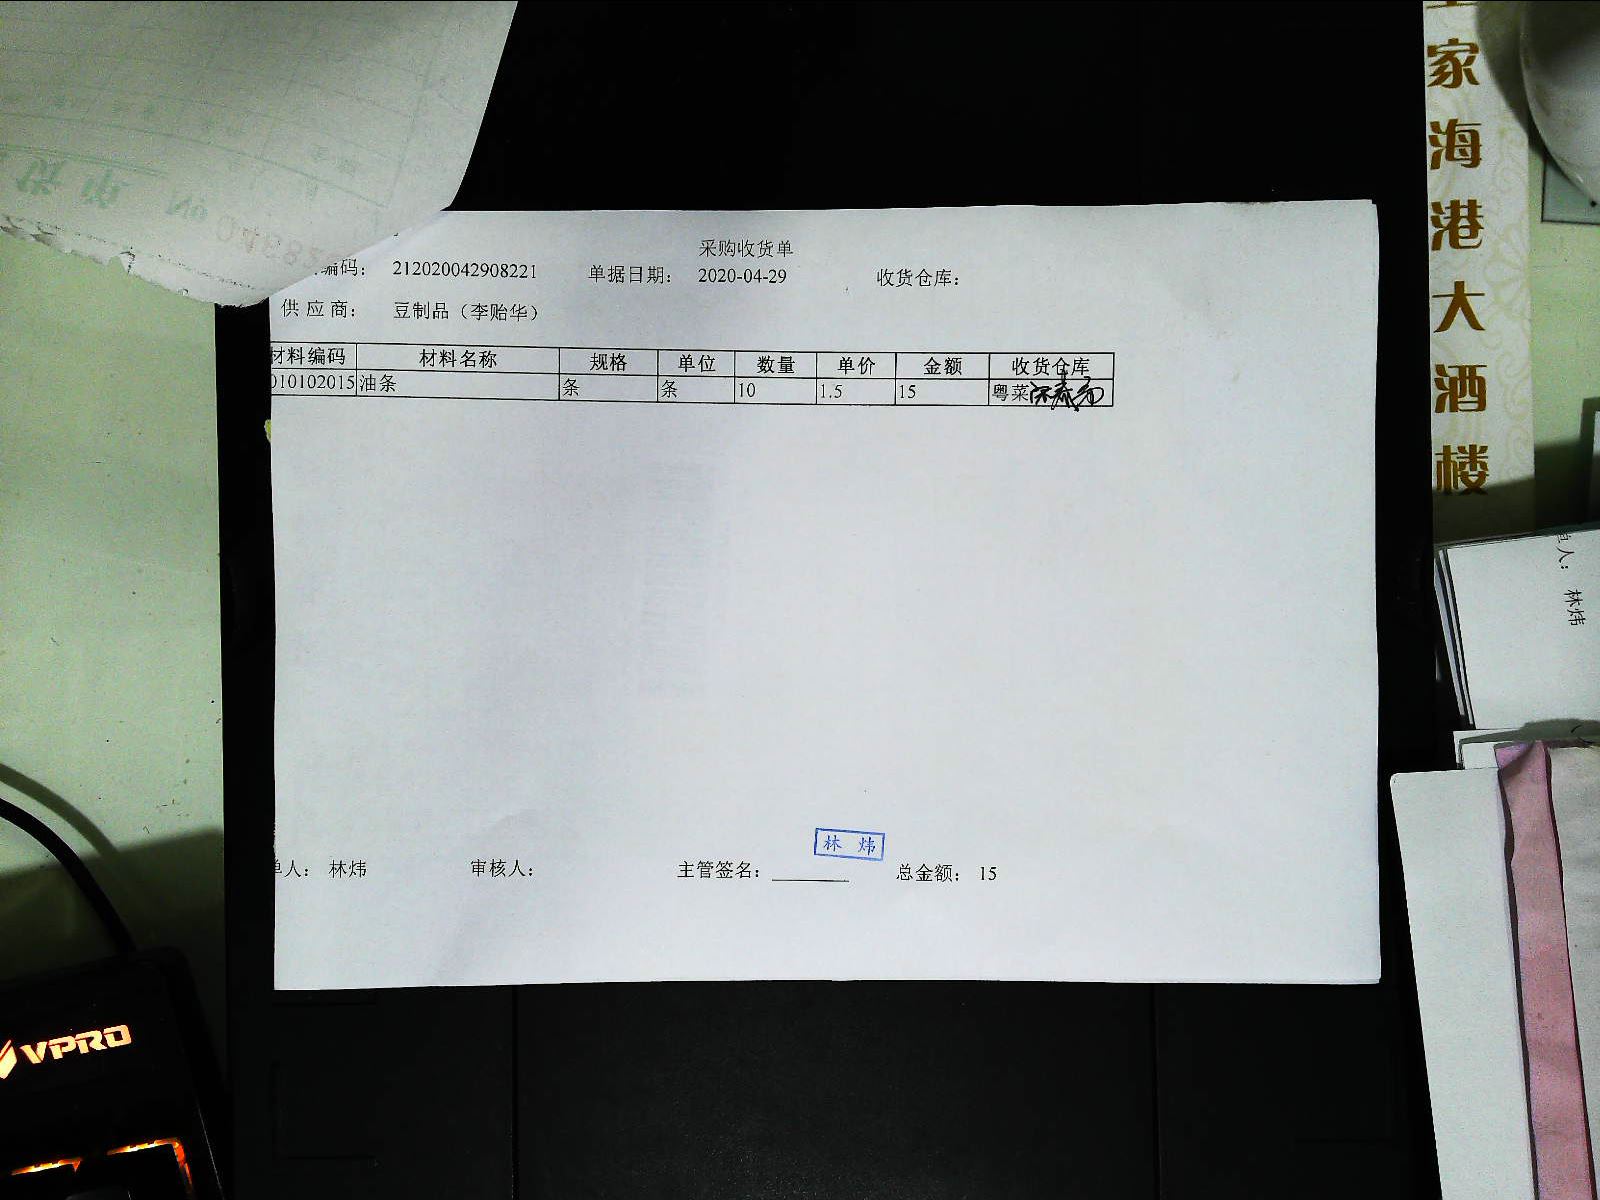 采购收货单
编码： 212020042908221 单据日期： 2020-04-29 收货仓库：
供应商： 豆制品（李贻华）
材料编码 材料名称 规格 单位 数量 单价 金额 收货仓库
010102015 油条 条 条 10 1.5 15 粤菜
林炜
单人： 林炜 审核人： 主管签名： 总金额： 15
家海港大酒楼
人： 林炜
VPRO